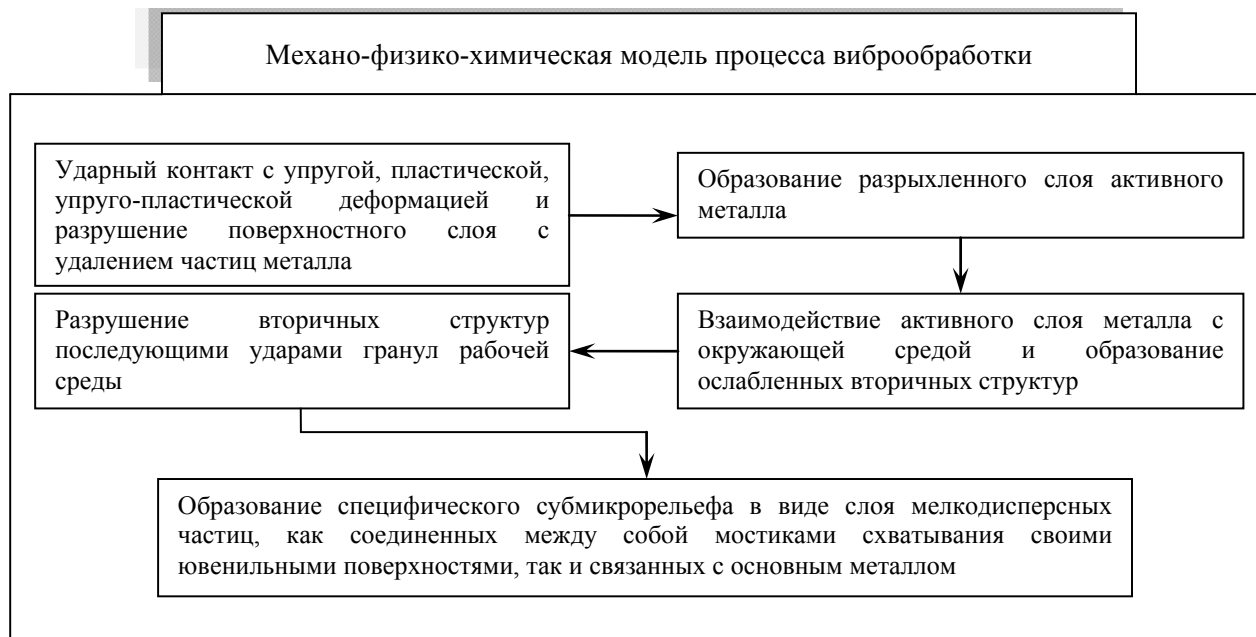 Механо-физико-химическая модель процесса виброобработки
Ударный контакт с упругой, пластической,
упруго-пластической деформацией и
разрушение поверхностного слоя с
удалением частиц металла
Образование разрыхленного слоя активного
металла
Взаимодействие активного слоя металла с
окружающей средой и образование
ослабленных вторичных структур
Разрушение вторичных структур
последующими ударами гранул рабочей
среды
Образование специфического субмикрорельефа в виде слоя мелкодисперсных
частиц, как соединенных между собой мостиками схватывания своими
ювенильными поверхностями, так и связанных с основным металлом